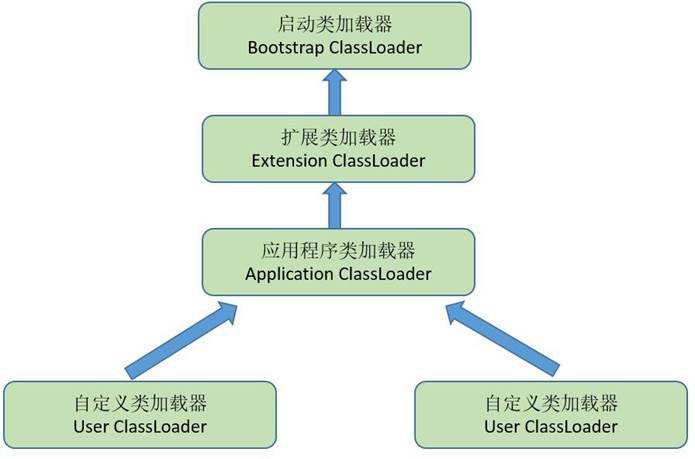 启动类加载器
Bootstrap ClassLoader
扩展类加载器
Extension ClassLoader
应用程序类加载器
Application ClassLoader
自定义类加载器
User ClassLoader
自定义类加载器
User ClassLoader